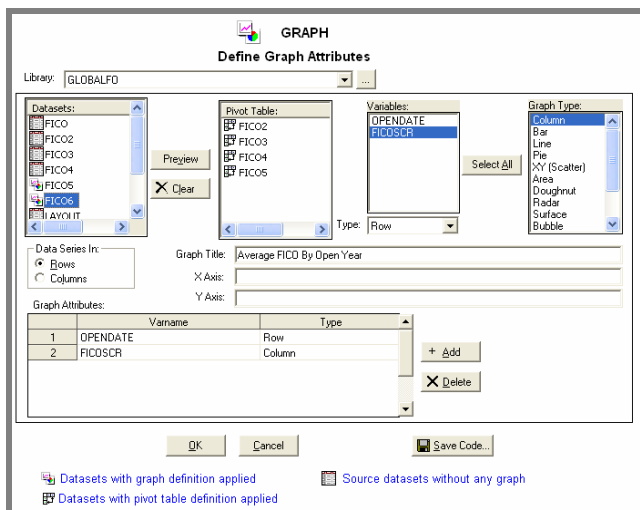 GRAPH
Define Graph Attributes
Library: GLOBALFO ...
Datasets:
FICO
FICO2
FICO3
FICO4
FICO5
FICO6
LAYOUT
Preview
Clear
Pivot Table:
FICO2
FICO3
FICO4
FICO5
Variables:
OPENDATE
FICOSCR
Type: Row
Select All
Graph Type:
Column
Bar
Line
Pie
XY (Scatter)
Area
Doughnut
Radar
Surface
Bubble
Data Series In:
Rows
Columns
Graph Title: Average FICO By Open Year
X Axis:
Y Axis:
Graph Attributes:
Varname Type
1 OPENDATE Row
2 FICOSCR Column
+ Add
Delete
OK Cancel Save Code...
Datasets with graph definition applied
Source datasets without any graph
Datasets with pivot table definition applied